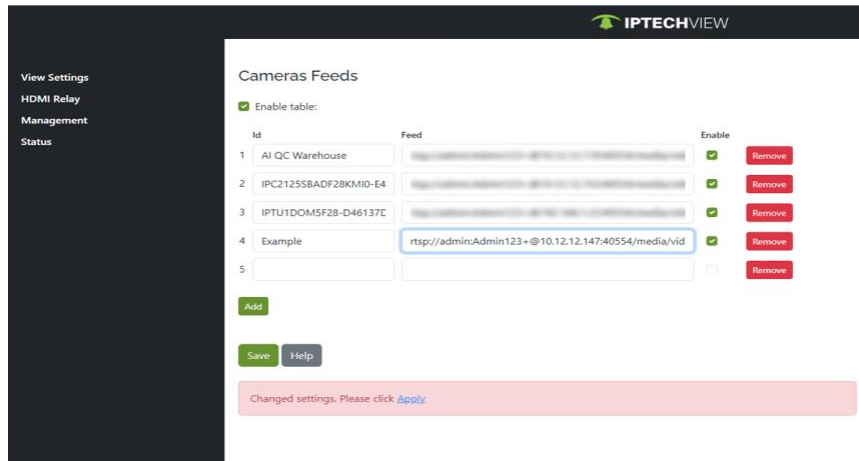 IPTECHVIEW
View Settings
HDMI Relay
Management
Status
Cameras Feeds
Enable table:
Id Feed Enable
1 AI QC Warehouse Remove
2 IPC2125SBADF28KMI0-E4 Remove
3 IPTU1DOM5F28-D46137D Remove
4 Example rtsp://admin:Admin123+@10.12.12.147:40554/media/vid Remove
5 Remove
Add
Save Help
Changed settings. Please click Apply